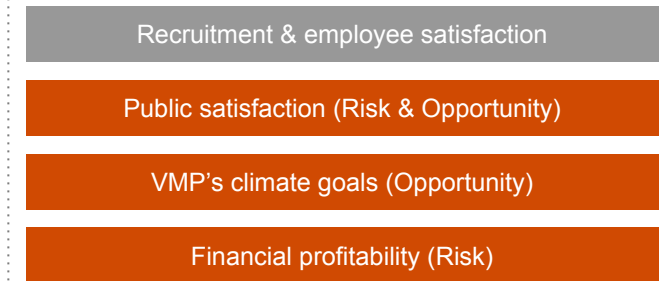 Recruitment & employee satisfaction
Public satisfaction (Risk & Opportunity)
VMP's climate goals (Opportunity)
Financial profitability (Risk)